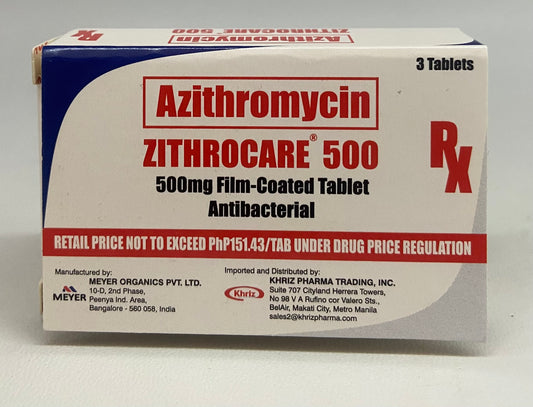 Azithromycin
ZITHROCARE® 500
3 Tablets
Azithromycin
ZITHROCARE® 500
Rx
500mg Film-Coated Tablet
Antibacterial
RETAIL PRICE NOT TO EXCEED PhP151.43/TAB UNDER DRUG PRICE REGULATION
Manufactured by:
MEYER
MEYER ORGANICS PVT. LTD.
10-D, 2nd Phase,
Peenya Ind. Area,
Bangalore - 560 058, India
Imported and Distributed by:
Khriz
KHRIZ PHARMA TRADING, INC.
Suite 707 Cityland Herrera Towers,
No 98 V A Rufino cor Valero Sts.,
BelAir, Makati City, Metro Manila
sales2@khrizpharma.com